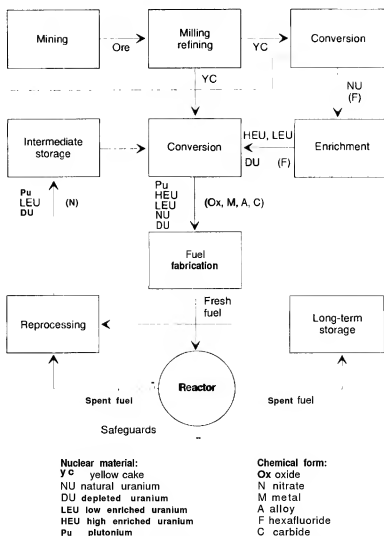 Mining
Ore
Milling
refining
YC
Conversion
YC
NU
(F)
Intermediate
storage
Conversion
HEU, LEU
DU (F)
Enrichment
Pu
LEU
DU
(N)
Pu
HEU
LEU
NU
DU
(Ox, M, A, C)
Fuel
fabrication
Fresh
fuel
Reprocessing
Long-term
storage
Reactor
Spent fuel
Spent fuel
Safeguards
Nuclear material:
yc yellow cake
NU natural uranium
DU depleted uranium
LEU low enriched uranium
HEU high enriched uranium
Pu plutonium
Chemical form:
Ox oxide
N nitrate
M metal
A alloy
F hexafluoride
C carbide